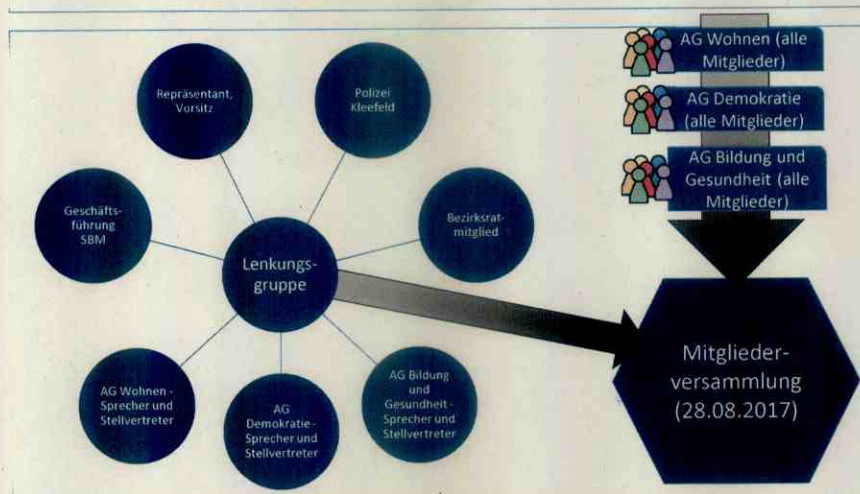 Repräsentant,
Vorsitz
Polizei
Kleefeld
Geschäfts-
führung
SBM
Bezirksrat-
mitglied
Lenkungs-
gruppe
AG Wohnen -
Sprecher und
Stellvertreter
AG
Demokratie -
Sprecher und
Stellvertreter
AG Bildung
und
Gesundheit -
Sprecher und
Stellvertreter
AG Wohnen (alle
Mitglieder)
AG Demokratie
(alle Mitglieder)
AG Bildung und
Gesundheit (alle
Mitglieder)
Mitglieder-
versammlung
(28.08.2017)